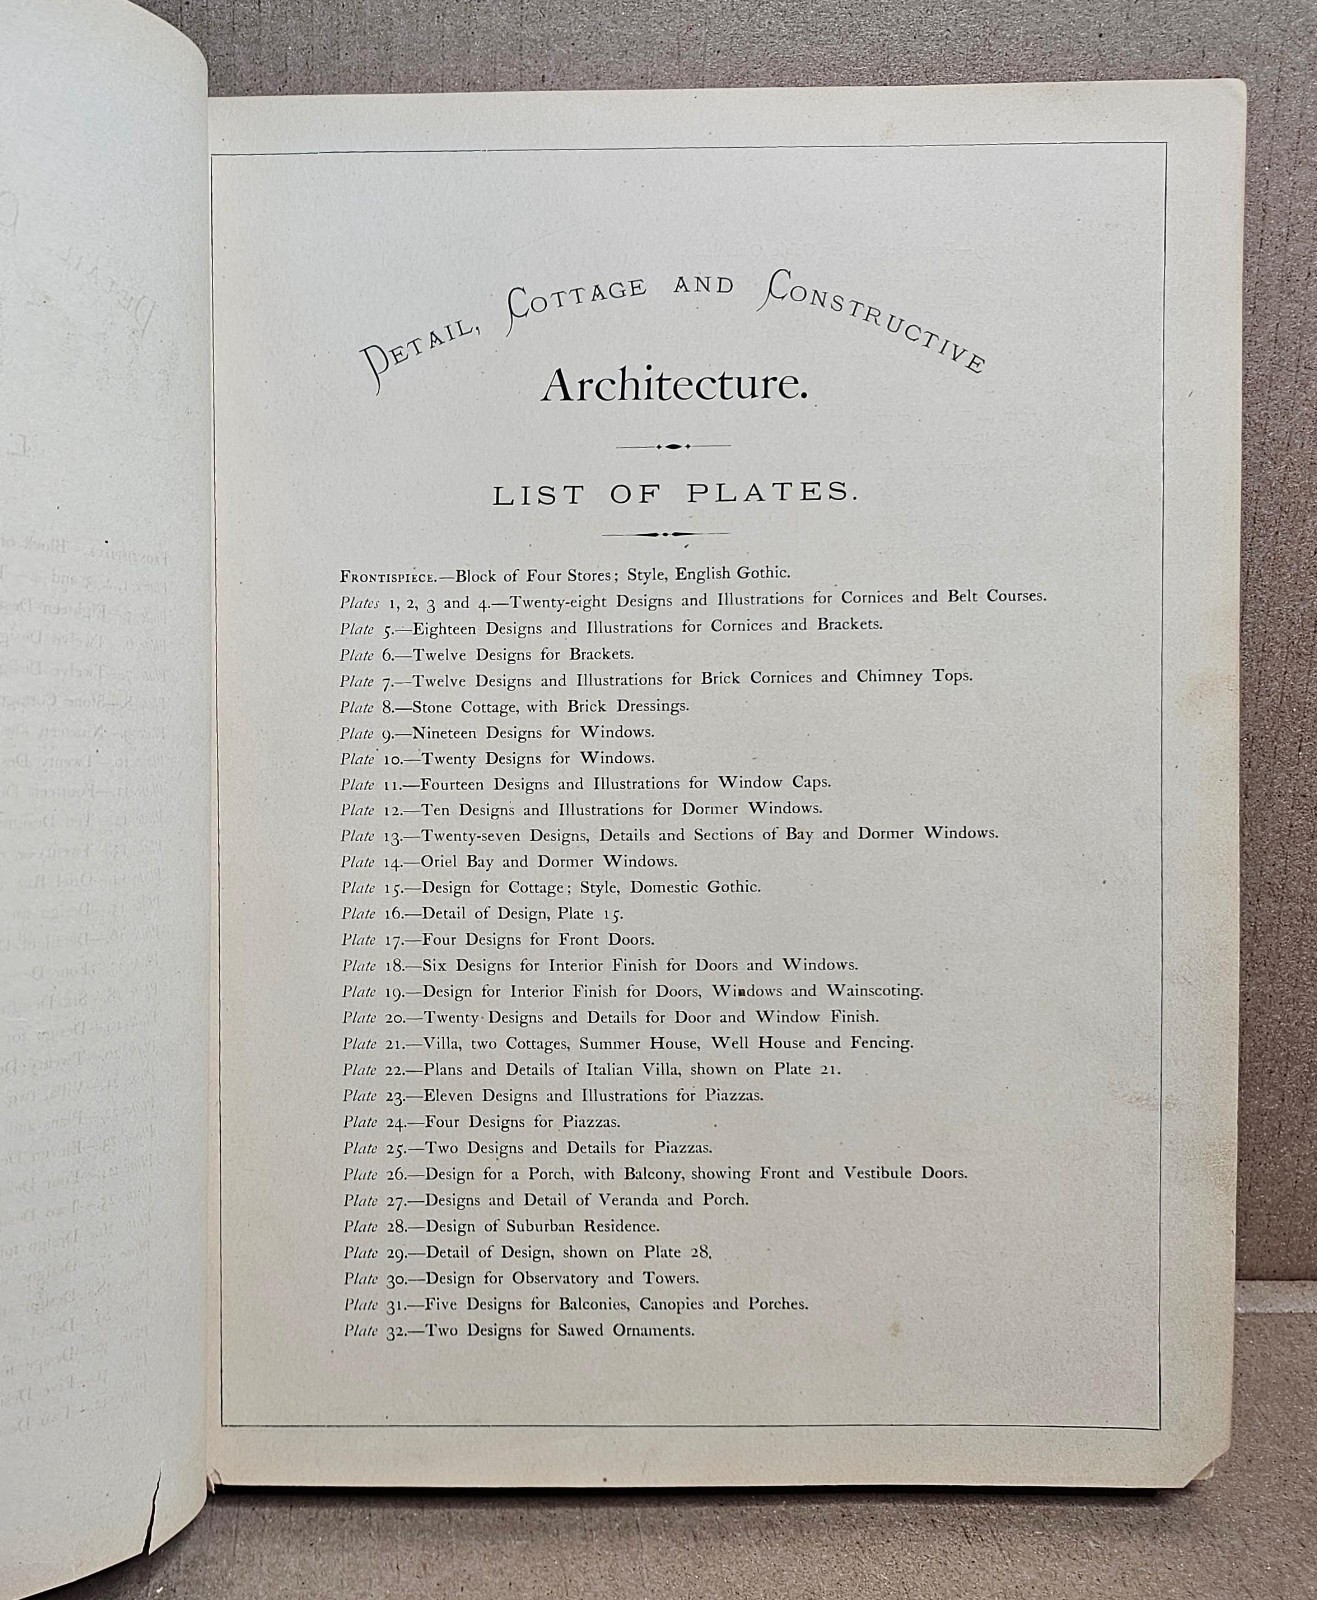 Detail, Cottage and Constructive
Architecture.
LIST OF PLATES.
Frontispiece.—Block of Four Stores; Style, English Gothic.
Plates 1, 2, 3 and 4.—Twenty-eight Designs and Illustrations for Cornices and Belt Courses.
Plate 5.—Eighteen Designs and Illustrations for Cornices and Brackets.
Plate 6.—Twelve Designs for Brackets.
Plate 7.—Twelve Designs and Illustrations for Brick Cornices and Chimney Tops.
Plate 8.—Stone Cottage, with Brick Dressings.
Plate 9.—Nineteen Designs for Windows.
Plate 10.—Twenty Designs for Windows.
Plate 11.—Fourteen Designs and Illustrations for Window Caps.
Plate 12.—Ten Designs and Illustrations for Dormer Windows.
Plate 13.—Twenty-seven Designs, Details and Sections of Bay and Dormer Windows.
Plate 14.—Oriel Bay and Dormer Windows.
Plate 15.—Design for Cottage; Style, Domestic Gothic.
Plate 16.—Detail of Design, Plate 15.
Plate 17.—Four Designs for Front Doors.
Plate 18.—Six Designs for Interior Finish for Doors and Windows.
Plate 19.—Design for Interior Finish for Doors, Windows and Wainscoting.
Plate 20.—Twenty Designs and Details for Door and Window Finish.
Plate 21.—Villa, two Cottages, Summer House, Well House and Fencing.
Plate 22.—Plans and Details of Italian Villa, shown on Plate 21.
Plate 23.—Eleven Designs and Illustrations for Piazzas.
Plate 24.—Four Designs for Piazzas.
Plate 25.—Two Designs and Details for Piazzas.
Plate 26.—Design for a Porch, with Balcony, showing Front and Vestibule Doors.
Plate 27.—Designs and Detail of Veranda and Porch.
Plate 28.—Design of Suburban Residence.
Plate 29.—Detail of Design, shown on Plate 28.
Plate 30.—Design for Observatory and Towers.
Plate 31.—Five Designs for Balconies, Canopies and Porches.
Plate 32.—Two Designs for Sawed Ornaments.